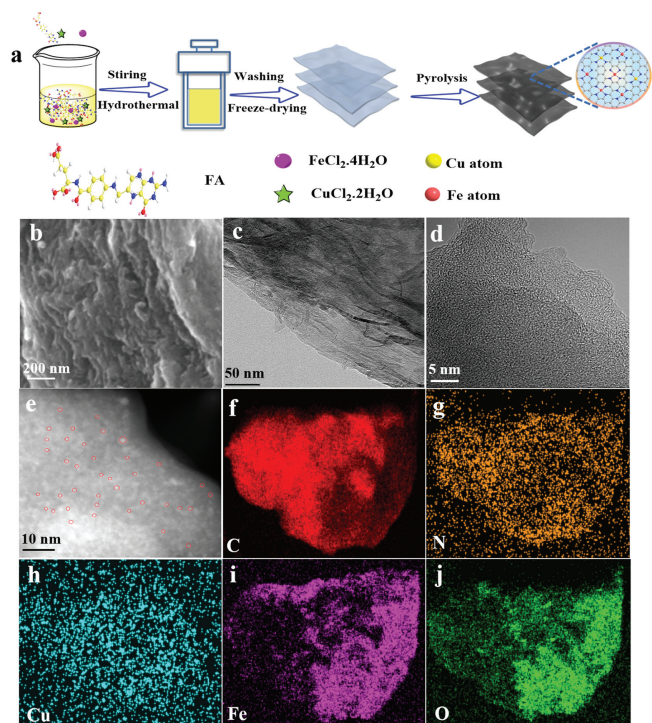 a
Stiring
Hydrothermal
Washing
Freeze-drying
Pyrolysis
FA
FeCl₂.4H₂O
Cu atom
CuCl₂.2H₂O
Fe atom
b
200 nm
c
50 nm
d
5 nm
e
10 nm
f
C
g
N
h
Cu
i
Fe
j
O